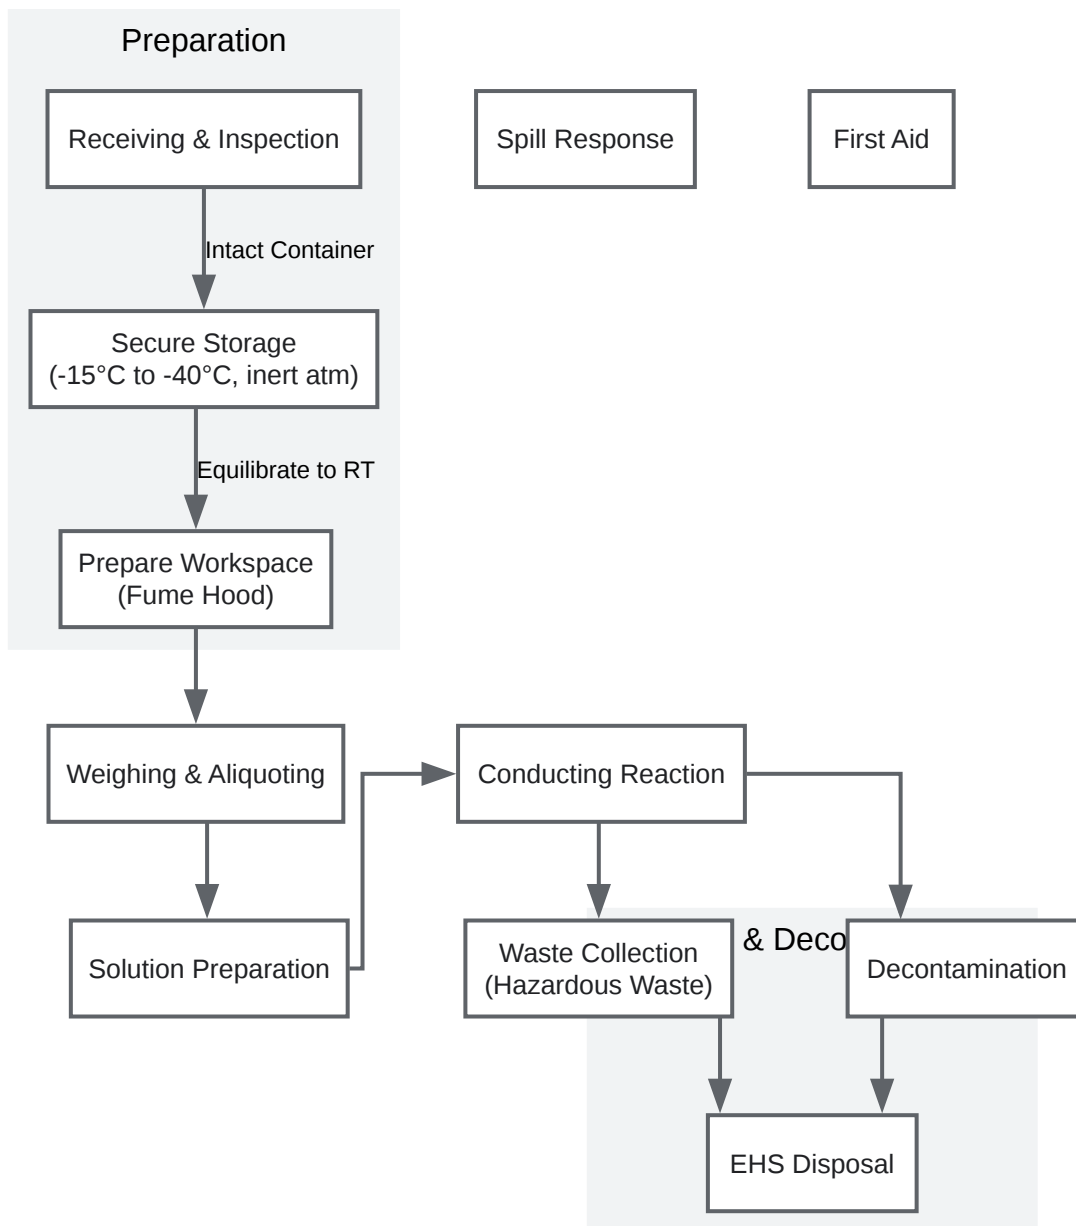 Preparation
Receiving & Inspection
Spill Response
First Aid
Intact Container
Secure Storage
(-15°C to -40°C, inert atm)
Equilibrate to RT
Prepare Workspace
(Fume Hood)
Weighing & Aliquoting
Conducting Reaction
Solution Preparation
Waste Collection
(Hazardous Waste)
& Deco
Decontamination
EHS Disposal